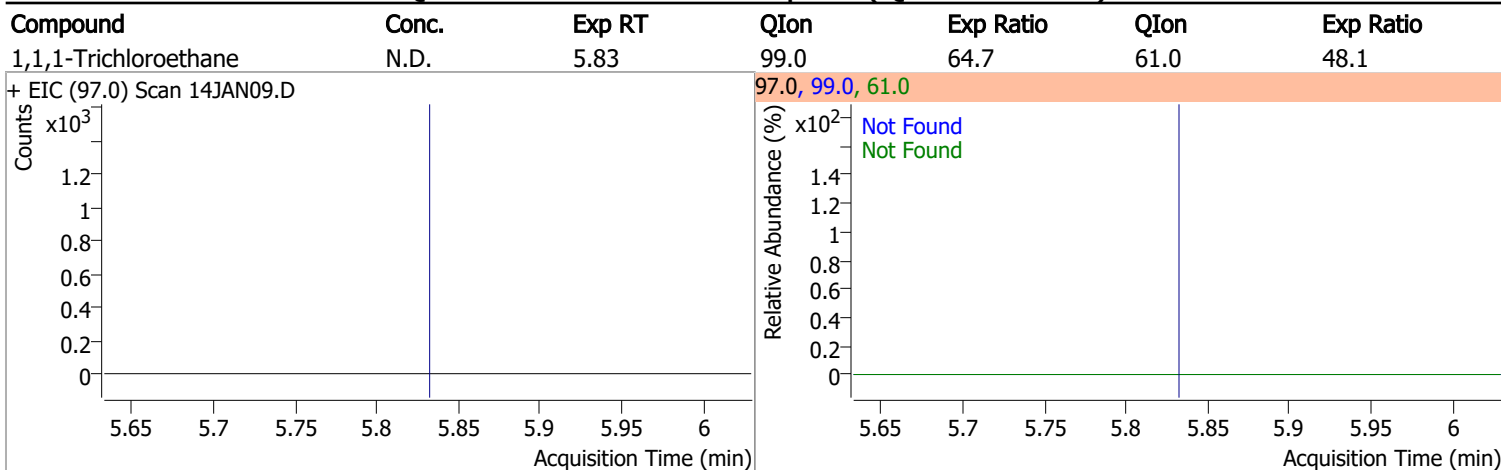 Compound Conc. Exp RT QIon Exp Ratio QIon Exp Ratio
1,1,1-Trichloroethane N.D. 5.83 99.0 64.7 61.0 48.1
+ EIC (97.0) Scan 14JAN09.D
Counts
x10³
1.2
1
0.8
0.6
0.4
0.2
0
5.65 5.7 5.75 5.8 5.85 5.9 5.95 6
Acquisition Time (min)
97.0, 99.0, 61.0
Relative Abundance (%)
x10²
Not Found
Not Found
1.4
1.2
1
0.8
0.6
0.4
0.2
0
5.65 5.7 5.75 5.8 5.85 5.9 5.95 6
Acquisition Time (min)